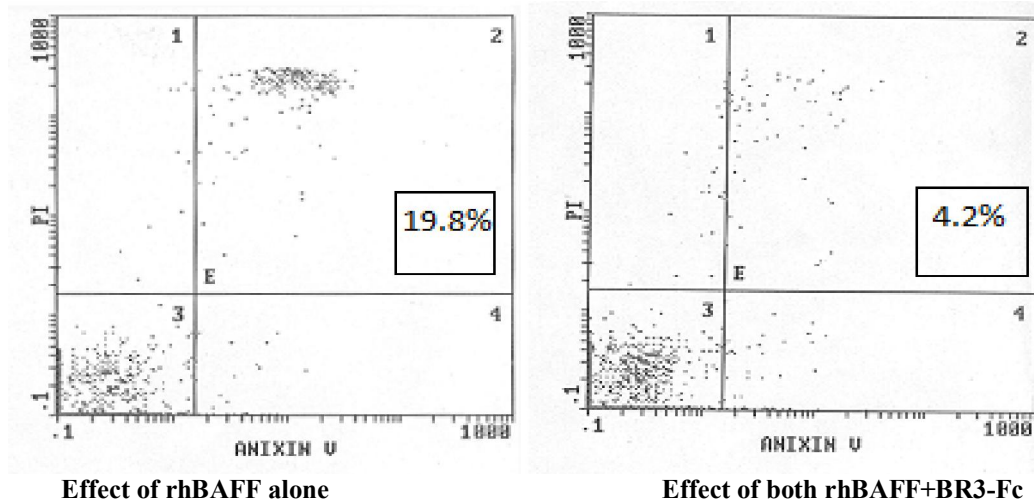 1000
1
2
PI
19.8%
E
3
4
.1
.1
1000
ANIXIN V
Effect of rhBAFF alone
1000
1
2
PI
4.2%
E
3
4
.1
.1
1000
ANIXIN V
Effect of both rhBAFF+BR3-Fc